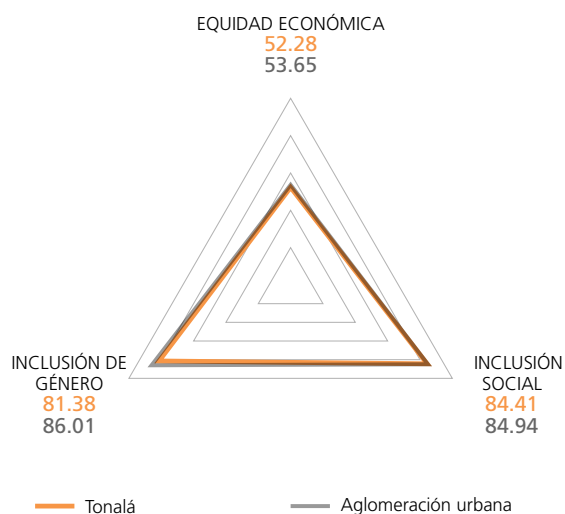 EQUIDAD ECONÓMICA
52.28
53.65
INCLUSIÓN DE
GÉNERO
81.38
86.01
INCLUSIÓN
SOCIAL
84.41
84.94
Tonalá
Aglomeración urbana